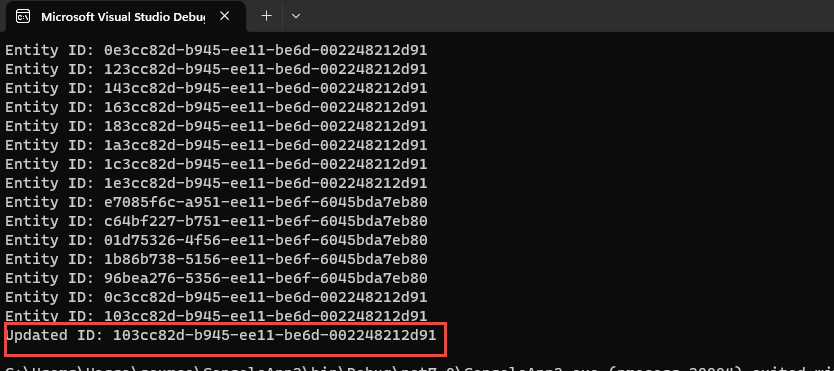 Microsoft Visual Studio Debug
Entity ID: 0e3cc82d-b945-ee11-be6d-002248212d91
Entity ID: 123cc82d-b945-ee11-be6d-002248212d91
Entity ID: 143cc82d-b945-ee11-be6d-002248212d91
Entity ID: 163cc82d-b945-ee11-be6d-002248212d91
Entity ID: 183cc82d-b945-ee11-be6d-002248212d91
Entity ID: 1a3cc82d-b945-ee11-be6d-002248212d91
Entity ID: 1c3cc82d-b945-ee11-be6d-002248212d91
Entity ID: 1e3cc82d-b945-ee11-be6d-002248212d91
Entity ID: e7085f6c-a951-ee11-be6f-6045bda7eb80
Entity ID: c64bf227-b751-ee11-be6f-6045bda7eb80
Entity ID: 01d75326-4f56-ee11-be6f-6045bda7eb80
Entity ID: 1b86b738-5156-ee11-be6f-6045bda7eb80
Entity ID: 96bea276-5356-ee11-be6f-6045bda7eb80
Entity ID: 0c3cc82d-b945-ee11-be6d-002248212d91
Entity ID: 103cc82d-b945-ee11-be6d-002248212d91
Updated ID: 103cc82d-b945-ee11-be6d-002248212d91